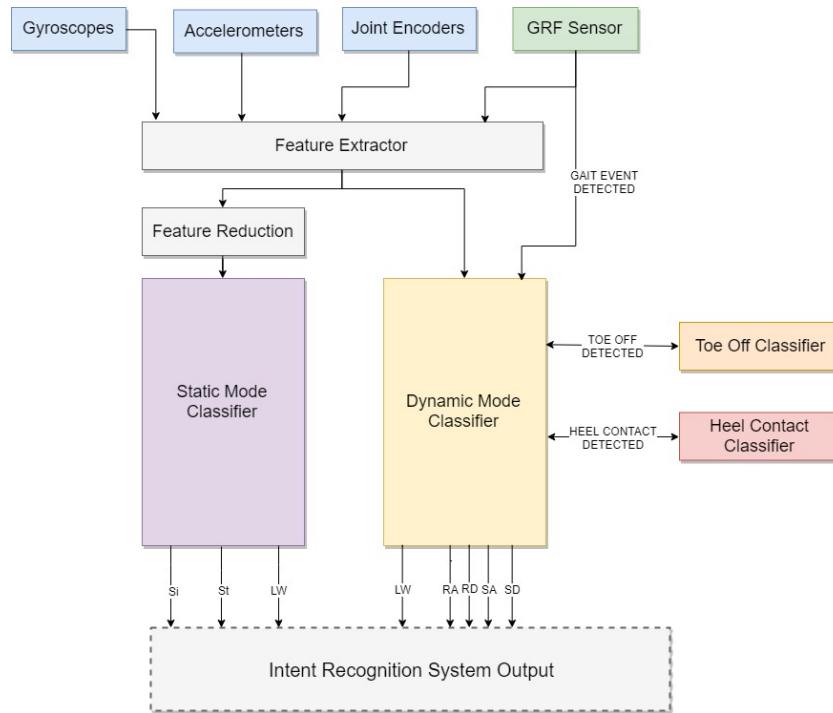 Gyroscopes
Accelerometers
Joint Encoders
GRF Sensor
Feature Extractor
GAIT EVENT
DETECTED
Feature Reduction
Static Mode
Classifier
Dynamic Mode
Classifier
TOE OFF
DETECTED
Toe Off Classifier
HEEL CONTACT
DETECTED
Heel Contact
Classifier
Si
St
LW
LW
RA
RD
SA
SD
Intent Recognition System Output